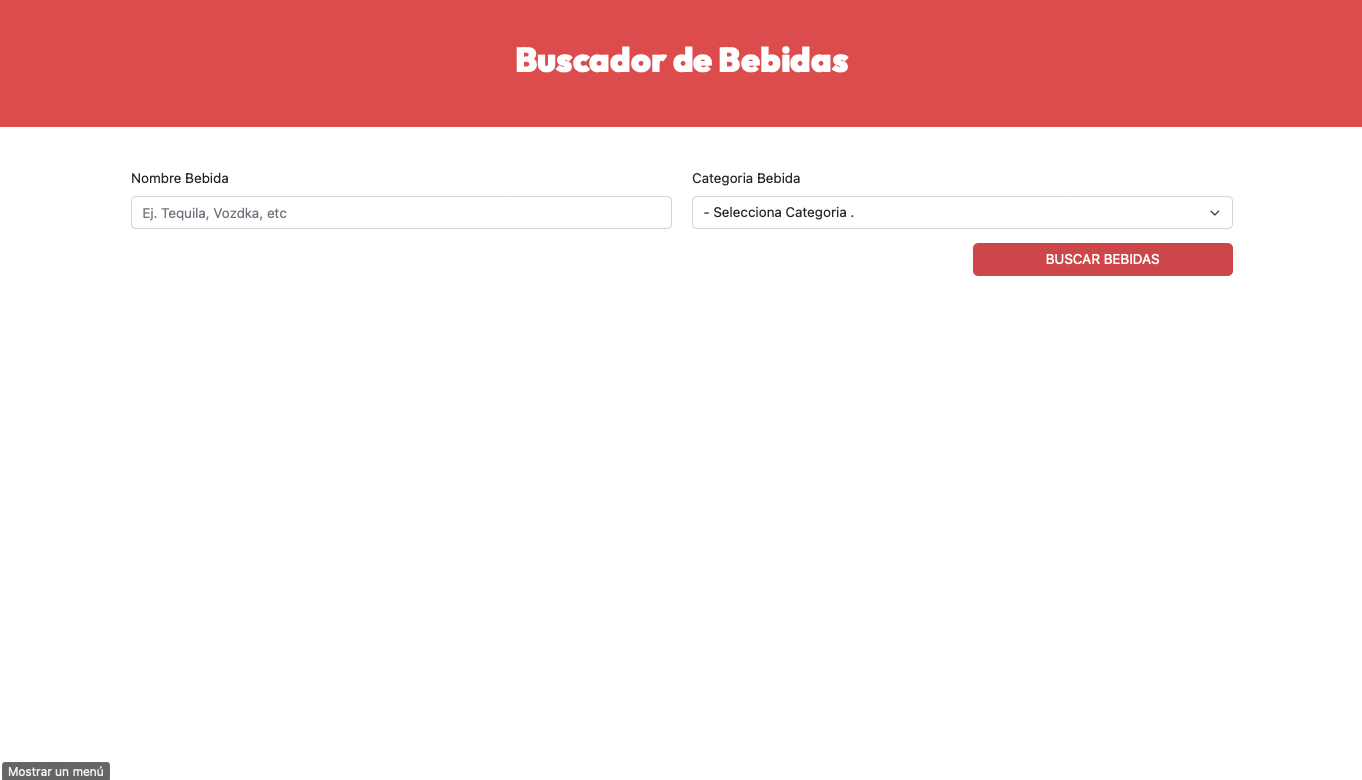 Buscador de Bebidas
Nombre Bebida
Categoria Bebida
Ej. Tequila, Vozdka, etc
- Selecciona Categoria .
BUSCAR BEBIDAS
Mostrar un menú